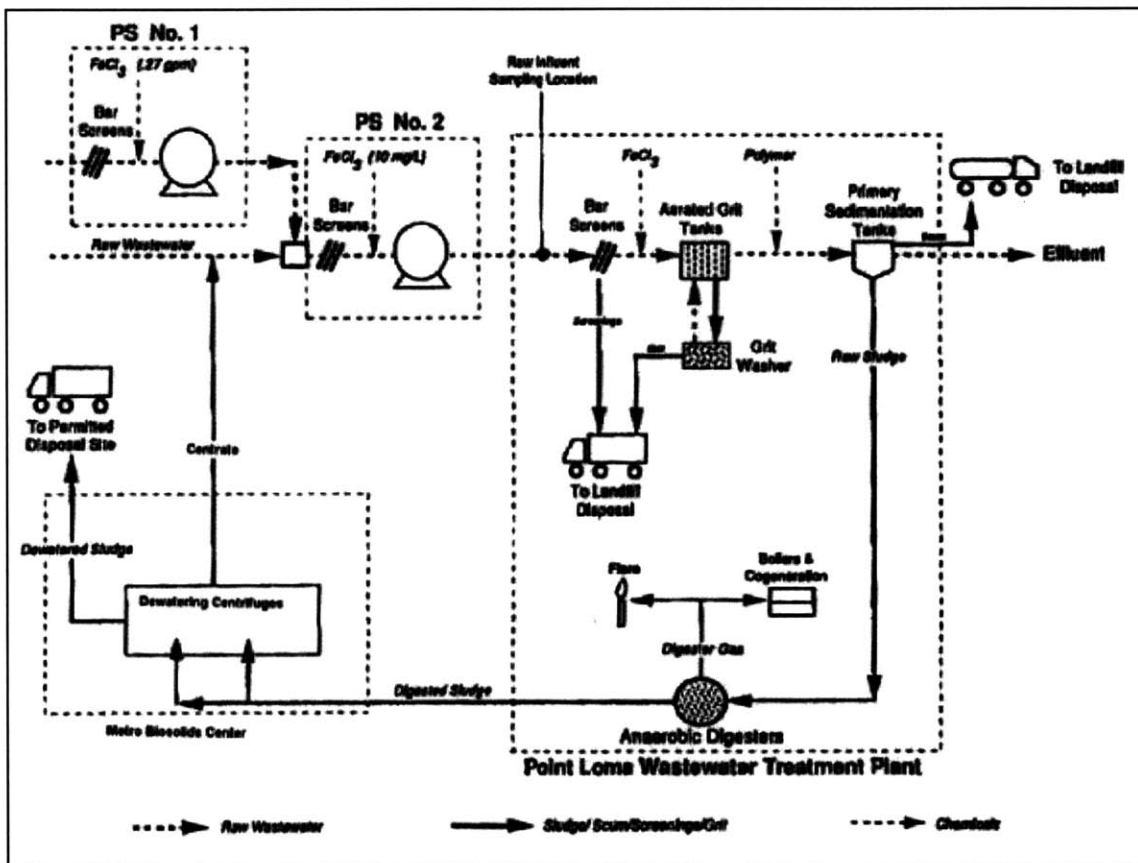 PS No. 1
FeCl3 (.27 gpm)
Bar
Screens
Raw Influent
Sampling Location
PS No. 2
FeCl3 (10 mg/L)
Bar
Screens
Raw Wastewater
FeCl3
Polymer
Bar
Screens
Aerated Grit
Tanks
Primary
Sedimentation
Tanks
To Landfill
Disposal
Scum
Effluent
Screenings
Grit
Grit
Washer
Raw Sludge
To Landfill
Disposal
To Permitted
Disposal Site
Centrate
Dewatered Sludge
Dewatering Centrifuges
Flare
Boilers &
Cogeneration
Digester Gas
Digested Sludge
Metro Biosolids Center
Anaerobic Digesters
Point Loma Wastewater Treatment Plant
Raw Wastewater
Sludge/ Scum/Screenings/Grit
Chemicals